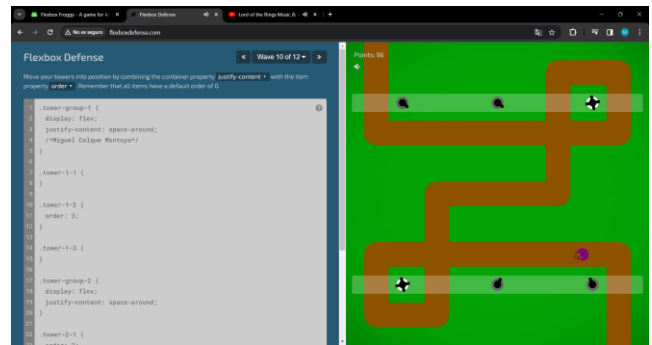 Flexbox Froggy - A game for le
Flexbox Defense
Lord of the Rings Music &
No es seguro flexboxdefense.com
Flexbox Defense
« Wave 10 of 12 »
Move your towers into position by combining the container property justify-content with the item
property order. Remember that all items have a default order of 0.
1 .tower-group-1 {
2 display: flex;
3 justify-content: space-around;
4 /*Miguel Calque Montoya*/
5 }
6
7 .tower-1-1 {
8 }
9
10 .tower-1-2 {
11 order: 3;
12 }
13
14 .tower-1-3 {
15 }
16
17 .tower-group-2 {
18 display: flex;
19 justify-content: space-around;
20 }
21
22 .tower-2-1 {
Points: 96